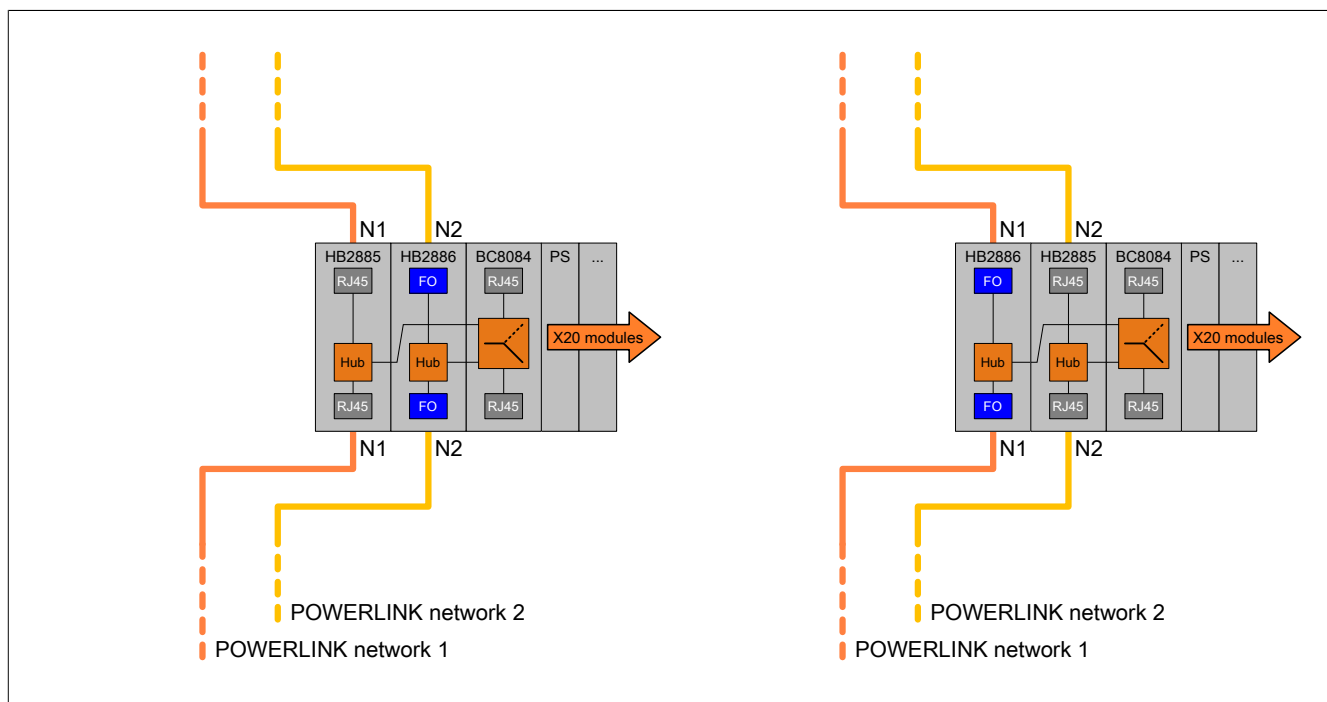 N1 N2 N1 N2
HB2885 HB2886 BC8084 PS ... HB2886 HB2885 BC8084 PS ...
RJ45 FO RJ45 FO RJ45 RJ45
X20 modules X20 modules
Hub Hub Hub Hub
RJ45 FO RJ45 FO RJ45 RJ45
N1 N2 N1 N2
POWERLINK network 2 POWERLINK network 2
POWERLINK network 1 POWERLINK network 1